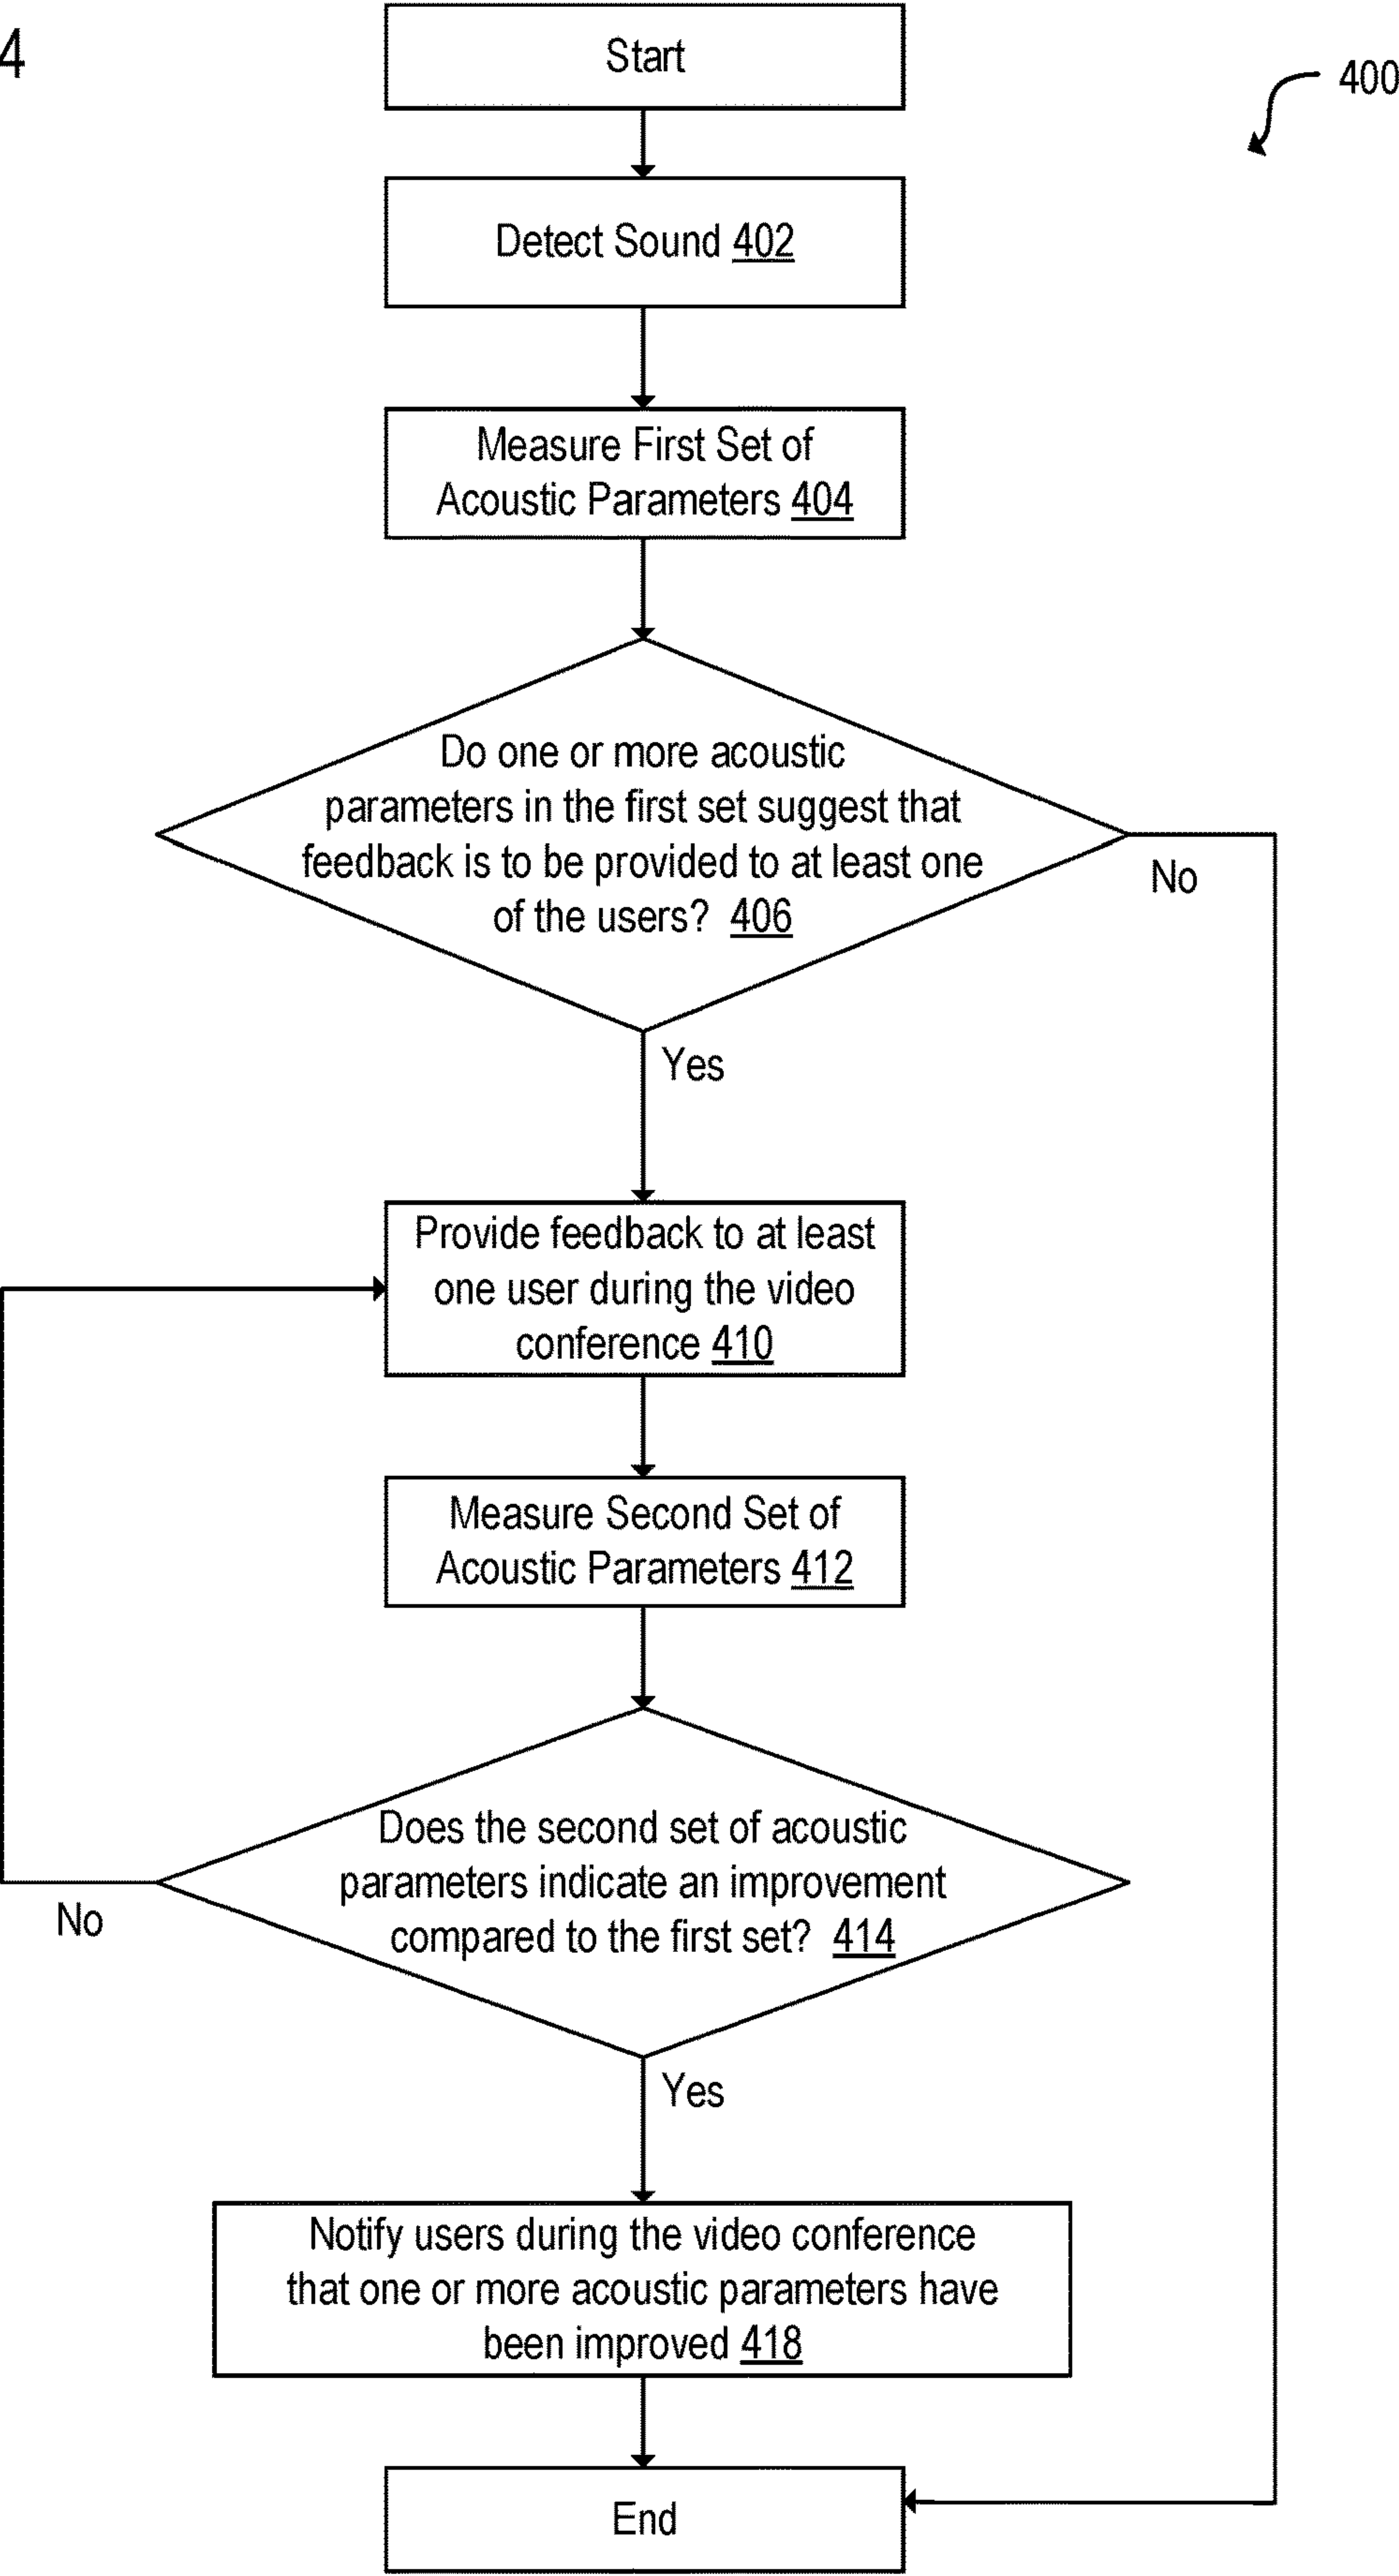 4
400
Start
Detect Sound 402
Measure First Set of
Acoustic Parameters 404
Do one or more acoustic
parameters in the first set suggest that
feedback is to be provided to at least one
of the users? 406
No
Yes
Provide feedback to at least
one user during the video
conference 410
Measure Second Set of
Acoustic Parameters 412
Does the second set of acoustic
parameters indicate an improvement
compared to the first set? 414
No
Yes
Notify users during the video conference
that one or more acoustic parameters have
been improved 418
End